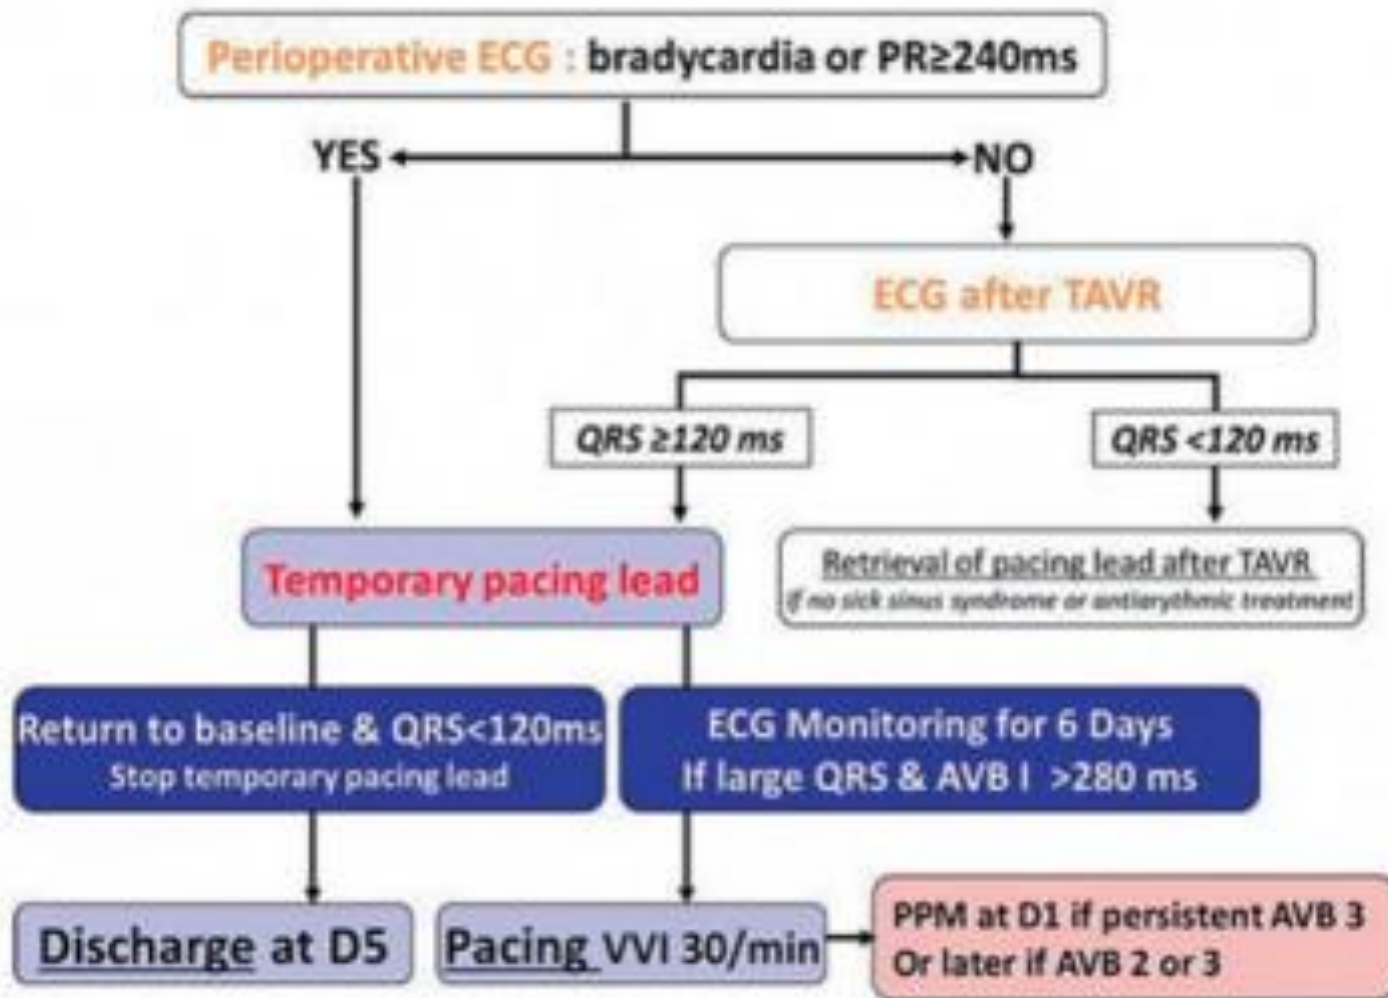 Perioperative ECG : bradycardia or PR≥240ms
YES
NO
ECG after TAVR
QRS ≥120 ms
QRS <120 ms
Temporary pacing lead
Retrieval of pacing lead after TAVR
If no sick sinus syndrome or antiarythmic treatment
Return to baseline & QRS<120ms
Stop temporary pacing lead
ECG Monitoring for 6 Days
If large QRS & AVB I >280 ms
Discharge at D5
Pacing VVI 30/min
PPM at D1 if persistent AVB 3
Or later if AVB 2 or 3